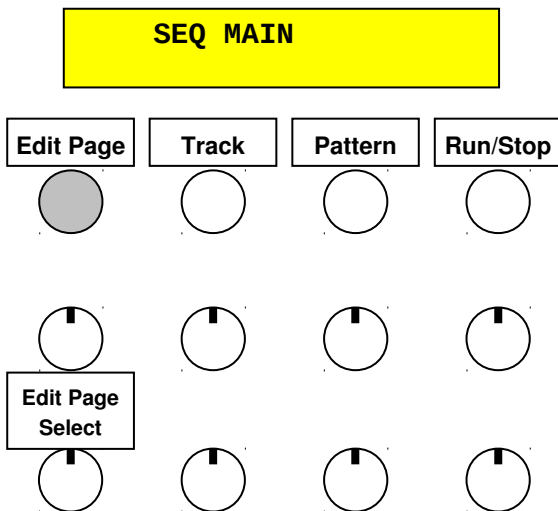 SEQ MAIN
Edit Page Track Pattern Run/Stop
Edit Page
Select